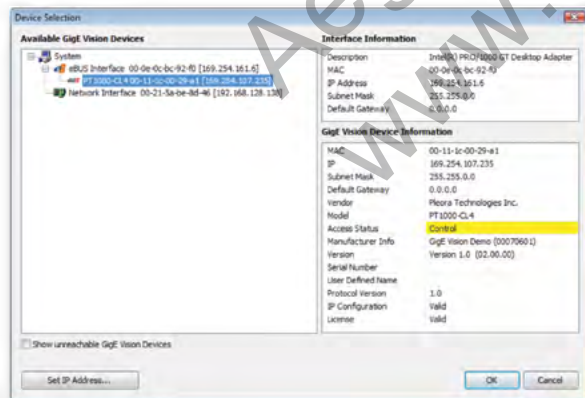 Device Selection
Available GigE Vision Devices
System
eBUS Interface 00-0e-0c-bc-92-f0 [169.254.161.6]
PT1000-CL4 00-11-1c-00-29-a1 [169.254.107.235]
Network Interface 00-21-5a-be-8d-46 [192.168.128.138]
Show unreachable GigE Vision Devices
Set IP Address...
Interface Information
Description Intel(R) PRO/1000 GT Desktop Adapter
MAC 00-0e-0c-bc-92-f0
IP Address 169.254.161.6
Subnet Mask 255.255.0.0
Default Gateway 0.0.0.0
GigE Vision Device Information
MAC 00-11-1c-00-29-a1
IP 169.254.107.235
Subnet Mask 255.255.0.0
Default Gateway 0.0.0.0
Vendor Pleora Technologies Inc.
Model PT1000-CL4
Access Status Control
Manufacturer Info GigE Vision Demo (00070601)
Version Version 1.0 (02.00.00)
Serial Number
User Defined Name
Protocol Version 1.0
IP Configuration Valid
License Valid
OK Cancel
www.